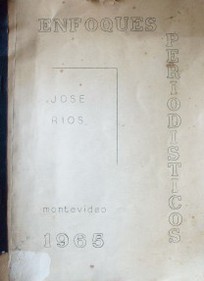 ENFOQUES
PERIODISTICOS
JOSE
RIOS
montevideo
1965